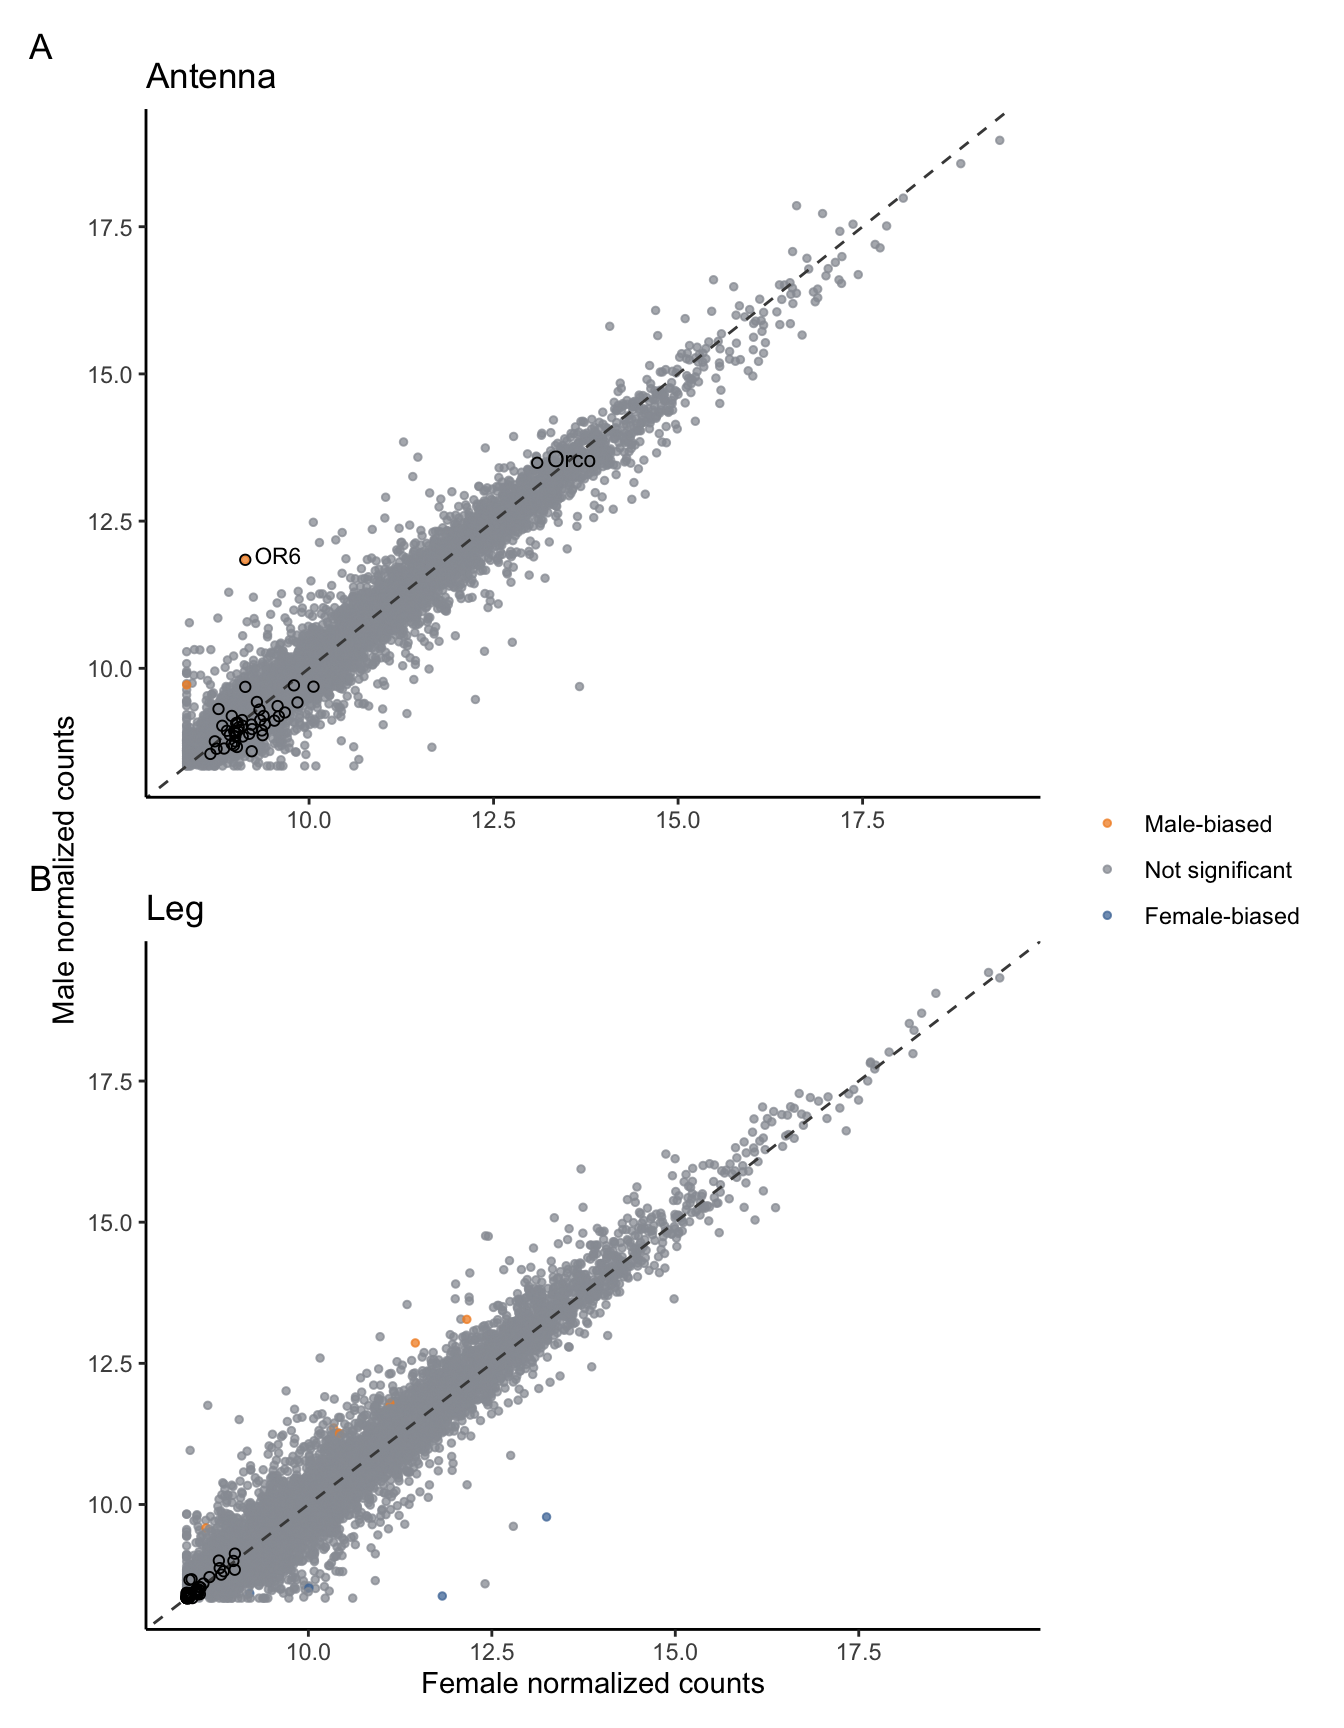 A
Antenna
17.5
15.0
12.5
10.0
Orco
OR6
10.0 12.5 15.0 17.5
Male normalized counts
Male-biased
Not significant
Female-biased
B
Leg
17.5
15.0
12.5
10.0
10.0 12.5 15.0 17.5
Female normalized counts